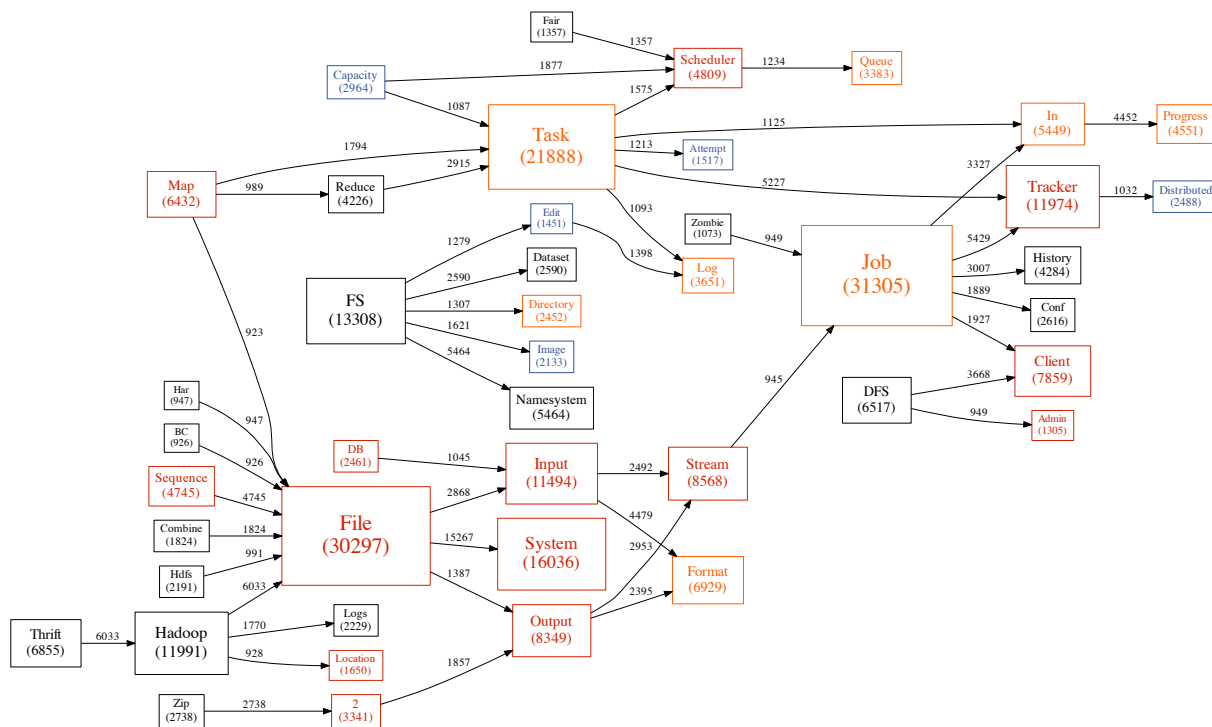 Fair
(1357)
1357
Capacity
(2964)
1877
1087
Scheduler
(4809)
1234
Queue
(3383)
1575
Task
(21888)
1125
1213
Attempt
(1517)
5227
1093
In
(5449)
4452
Progress
(4551)
3327
Map
(6432)
1794
989
Reduce
(4226)
2915
923
Tracker
(11974)
1032
Distributed
(2488)
Edit
(1451)
1279
1398
Log
(3651)
Zombie
(1073)
949
Job
(31305)
5429
3007
History
(4284)
1889
Conf
(2616)
1927
Client
(7859)
FS
(13308)
2590
Dataset
(2590)
1307
Directory
(2452)
1621
Image
(2133)
5464
Namesystem
(5464)
945
DFS
(6517)
3668
949
Admin
(1305)
Har
(947)
947
BC
(926)
926
Sequence
(4745)
4745
Combine
(1824)
1824
Hdfs
(2191)
991
6033
File
(30297)
DB
(2461)
1045
2868
Input
(11494)
2492
Stream
(8568)
4479
15267
System
(16036)
1387
2953
Format
(6929)
2395
Output
(8349)
Thrift
(6855)
6033
Hadoop
(11991)
1770
Logs
(2229)
928
Location
(1650)
1857
Zip
(2738)
2738
2
(3341)